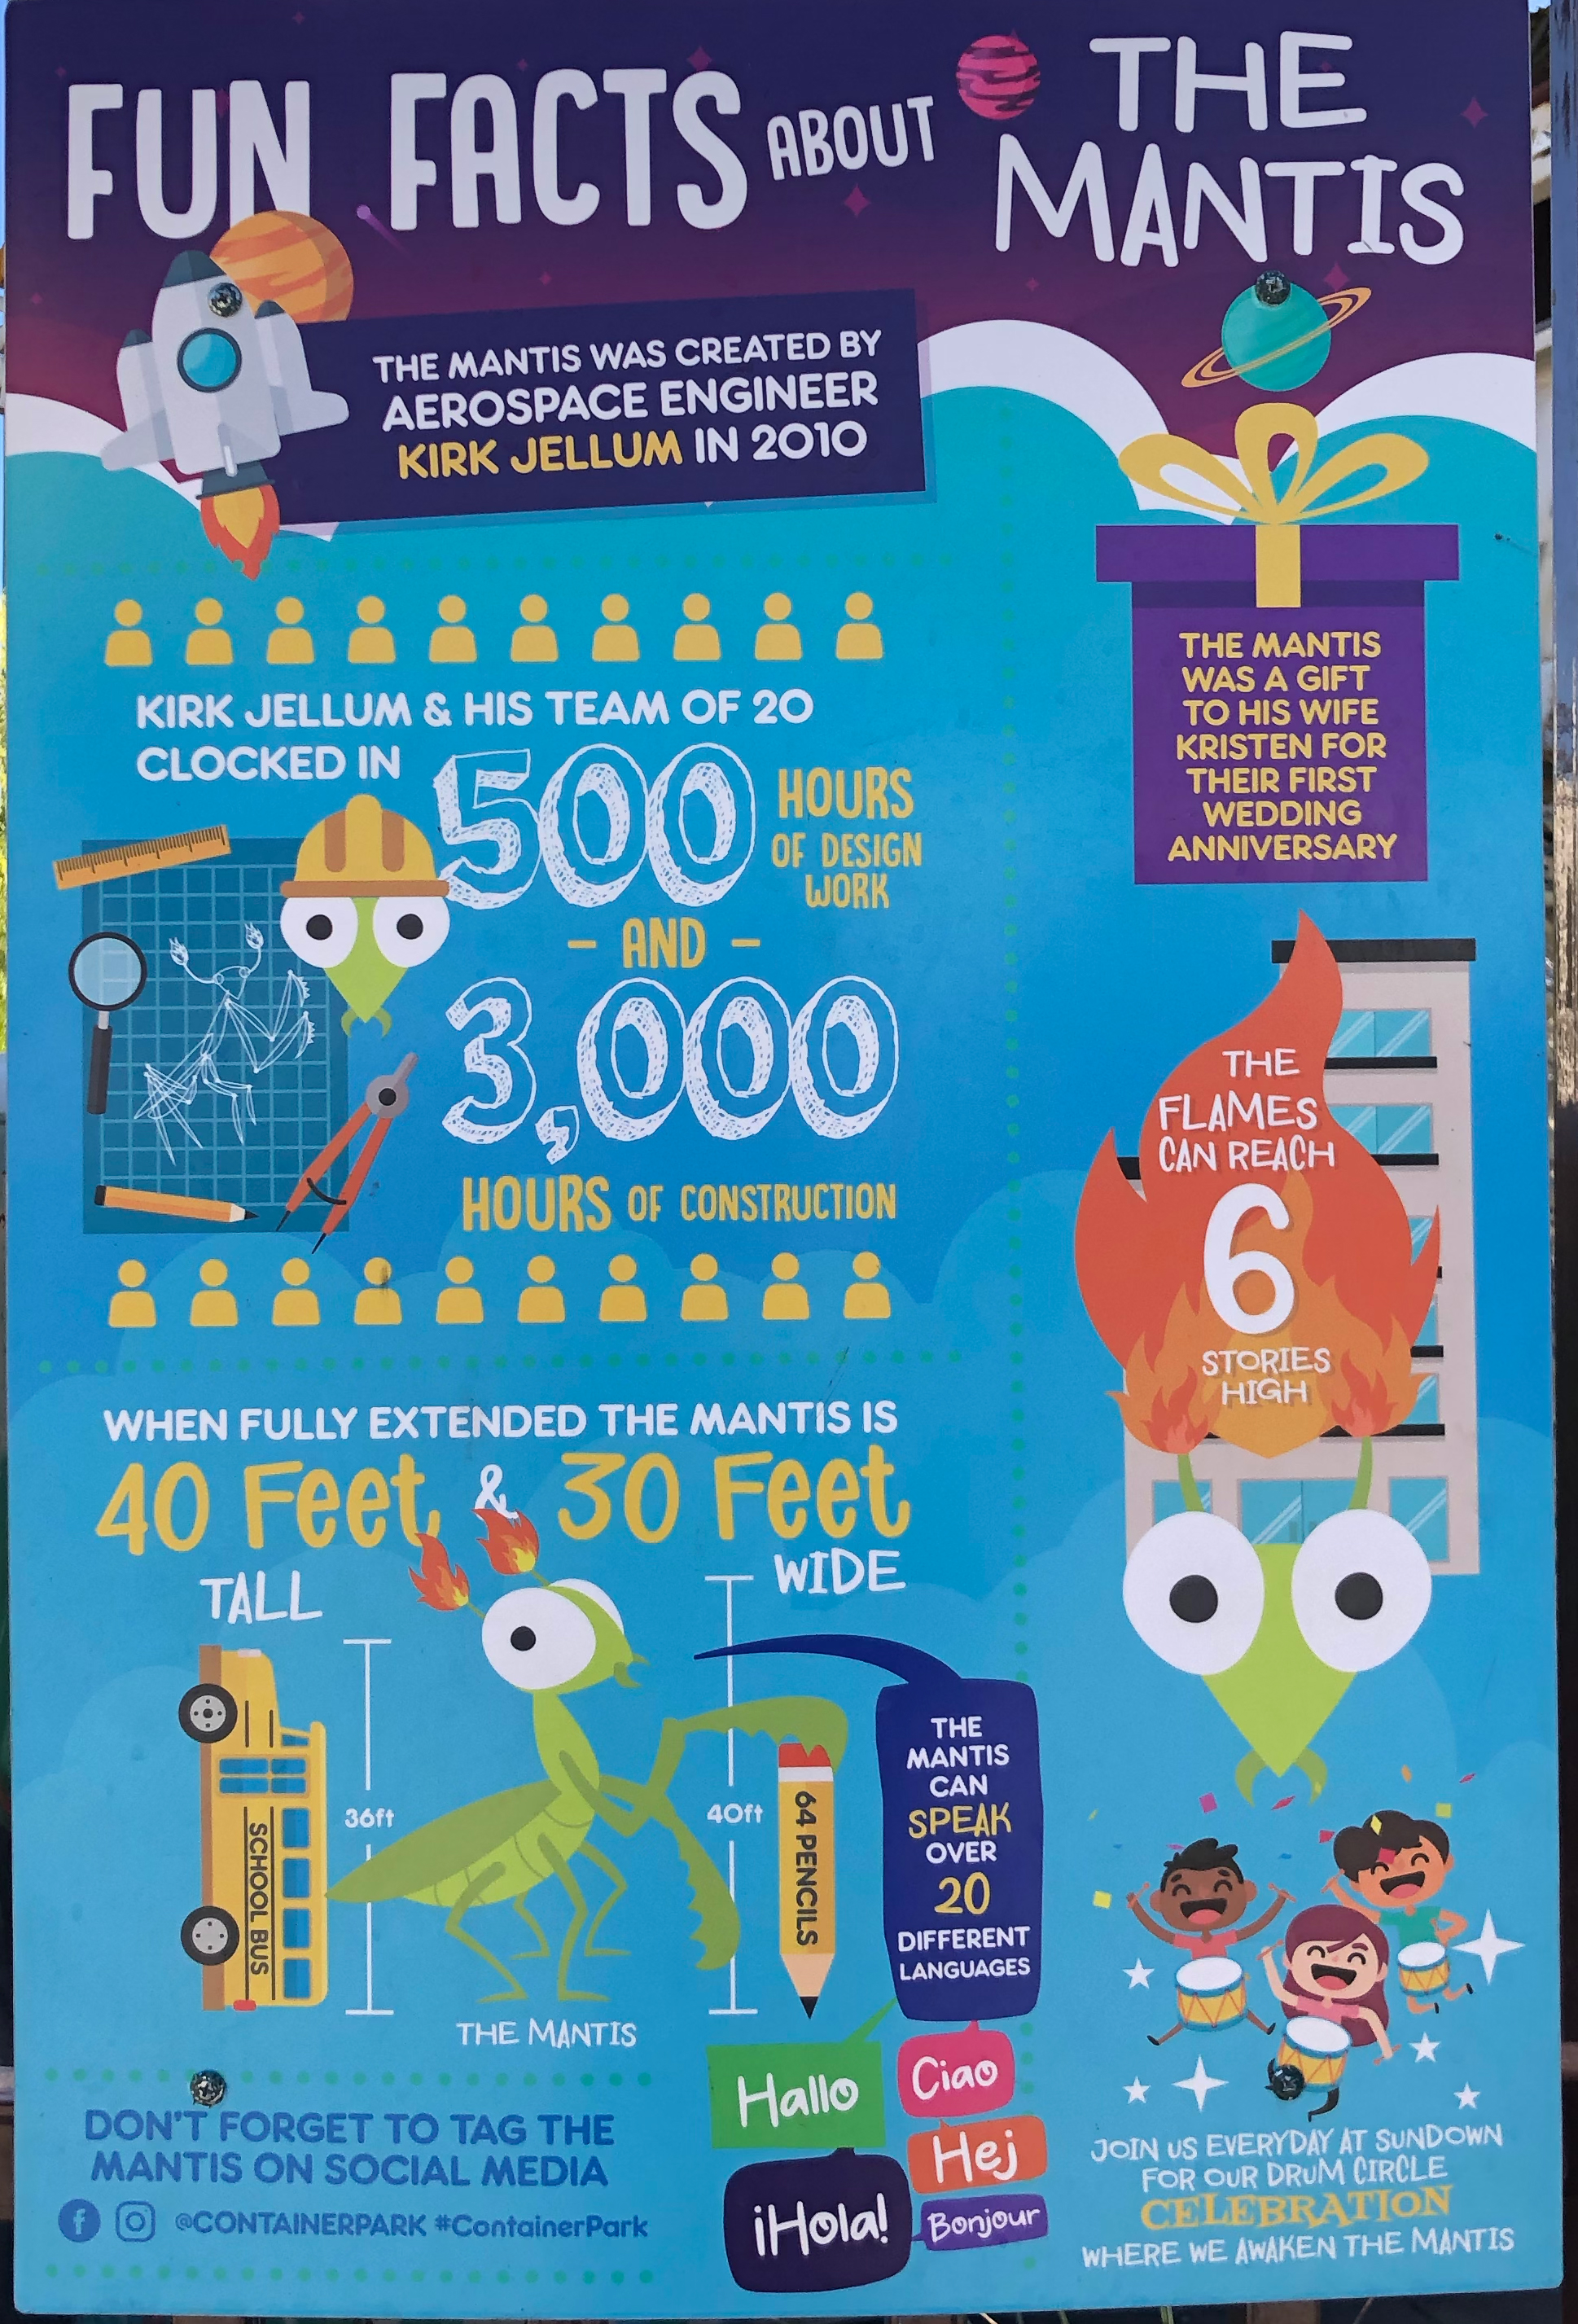 FUN FACTS ABOUT THE
MANTIS
THE MANTIS WAS CREATED BY
AEROSPACE ENGINEER
KIRK JELLUM IN 2010
THE MANTIS
WAS A GIFT
TO HIS WIFE
KRISTEN FOR
THEIR FIRST
WEDDING
ANNIVERSARY
KIRK JELLUM & HIS TEAM OF 20
CLOCKED IN 500 HOURS
OF DESIGN
WORK
- AND -
3,000
HOURS OF CONSTRUCTION
THE
FLAMES
CAN REACH
6
STORIES
HIGH
WHEN FULLY EXTENDED THE MANTIS IS
40 Feet & 30 Feet
TALL
WIDE
SCHOOL BUS
36ft
40ft
64 PENCILS
THE MANTIS
THE
MANTIS
CAN
SPEAK
OVER
20
DIFFERENT
LANGUAGES
Hallo
Ciao
Hej
¡Hola!
Bonjour
DON'T FORGET TO TAG THE
MANTIS ON SOCIAL MEDIA
f @CONTAINERPARK #ContainerPark
JOIN US EVERYDAY AT SUNDOWN
FOR OUR DRUM CIRCLE
CELEBRATION
WHERE WE AWAKEN THE MANTIS